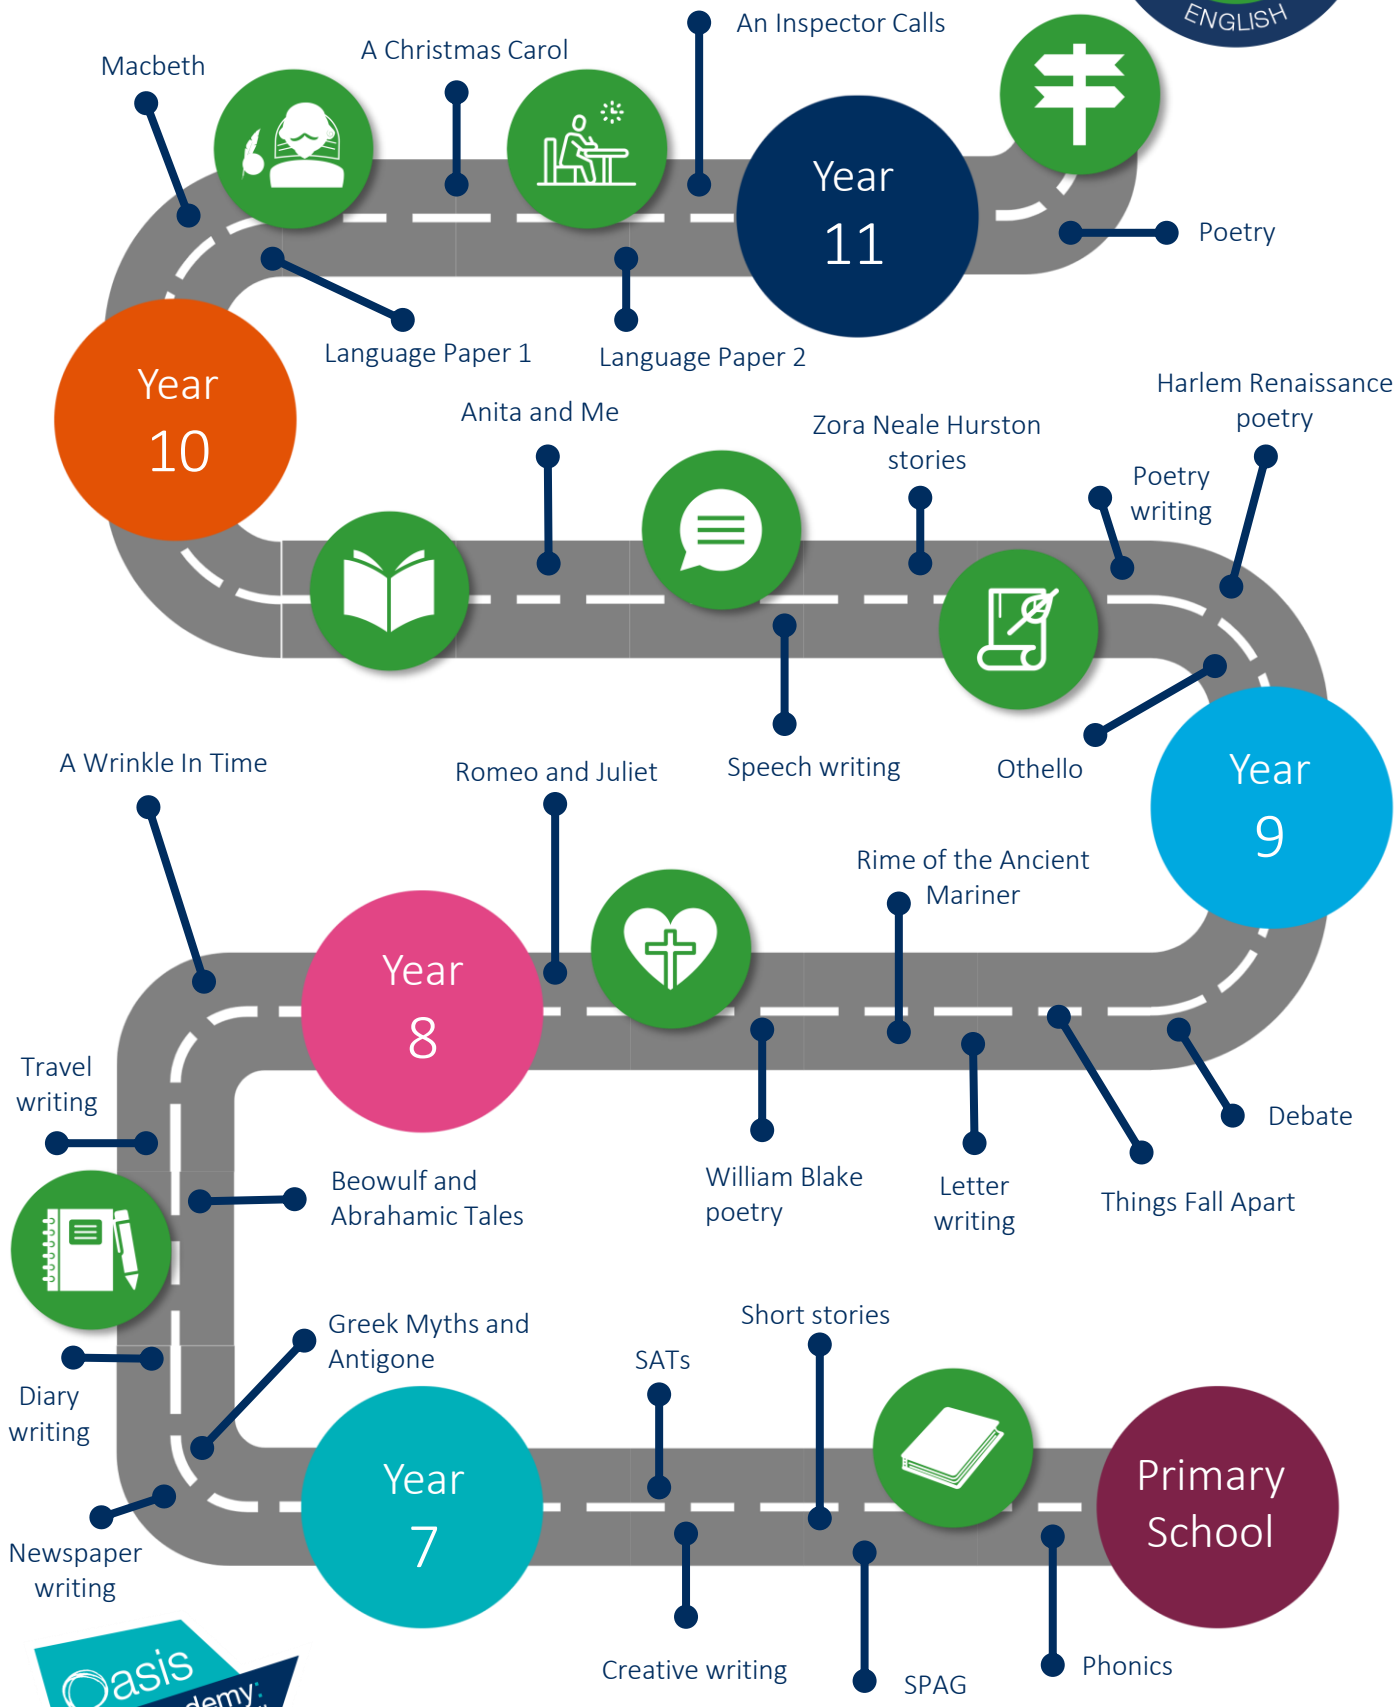 ENGLISH
An Inspector Calls
A Christmas Carol
Macbeth
Year
11
Poetry
Language Paper 1
Language Paper 2
Year
10
Anita and Me
Zora Neale Hurston
stories
Harlem Renaissance
poetry
Poetry
writing
Speech writing
Othello
Year
9
A Wrinkle In Time
Romeo and Juliet
Rime of the Ancient
Mariner
Year
8
Travel
writing
Beowulf and
Abrahamic Tales
William Blake
poetry
Letter
writing
Things Fall Apart
Debate
Greek Myths and
Antigone
Diary
writing
SATs
Short stories
Year
7
Primary
School
Newspaper
writing
Creative writing
SPAG
Phonics
Oasis